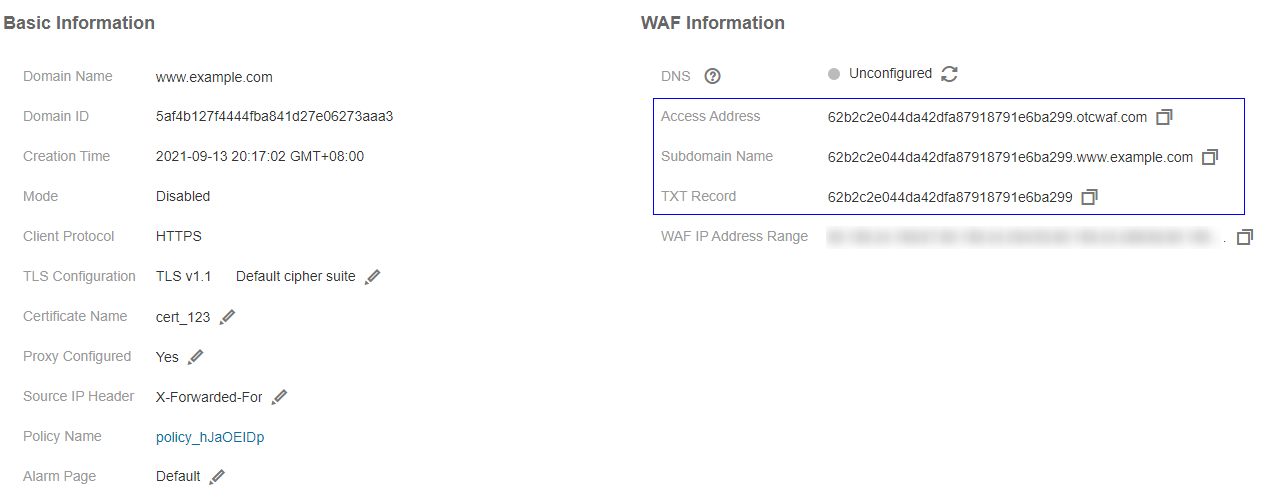 Basic Information
Domain Name www.example.com
Domain ID 5af4b127f4444fba841d27e06273aaa3
Creation Time 2021-09-13 20:17:02 GMT+08:00
Mode Disabled
Client Protocol HTTPS
TLS Configuration TLS v1.1 Default cipher suite
Certificate Name cert_123
Proxy Configured Yes
Source IP Header X-Forwarded-For
Policy Name policy_hJaOEIDp
Alarm Page Default
WAF Information
DNS ? Unconfigured
Access Address 62b2c2e044da42dfa87918791e6ba299.otcwaf.com
Subdomain Name 62b2c2e044da42dfa87918791e6ba299.www.example.com
TXT Record 62b2c2e044da42dfa87918791e6ba299
WAF IP Address Range